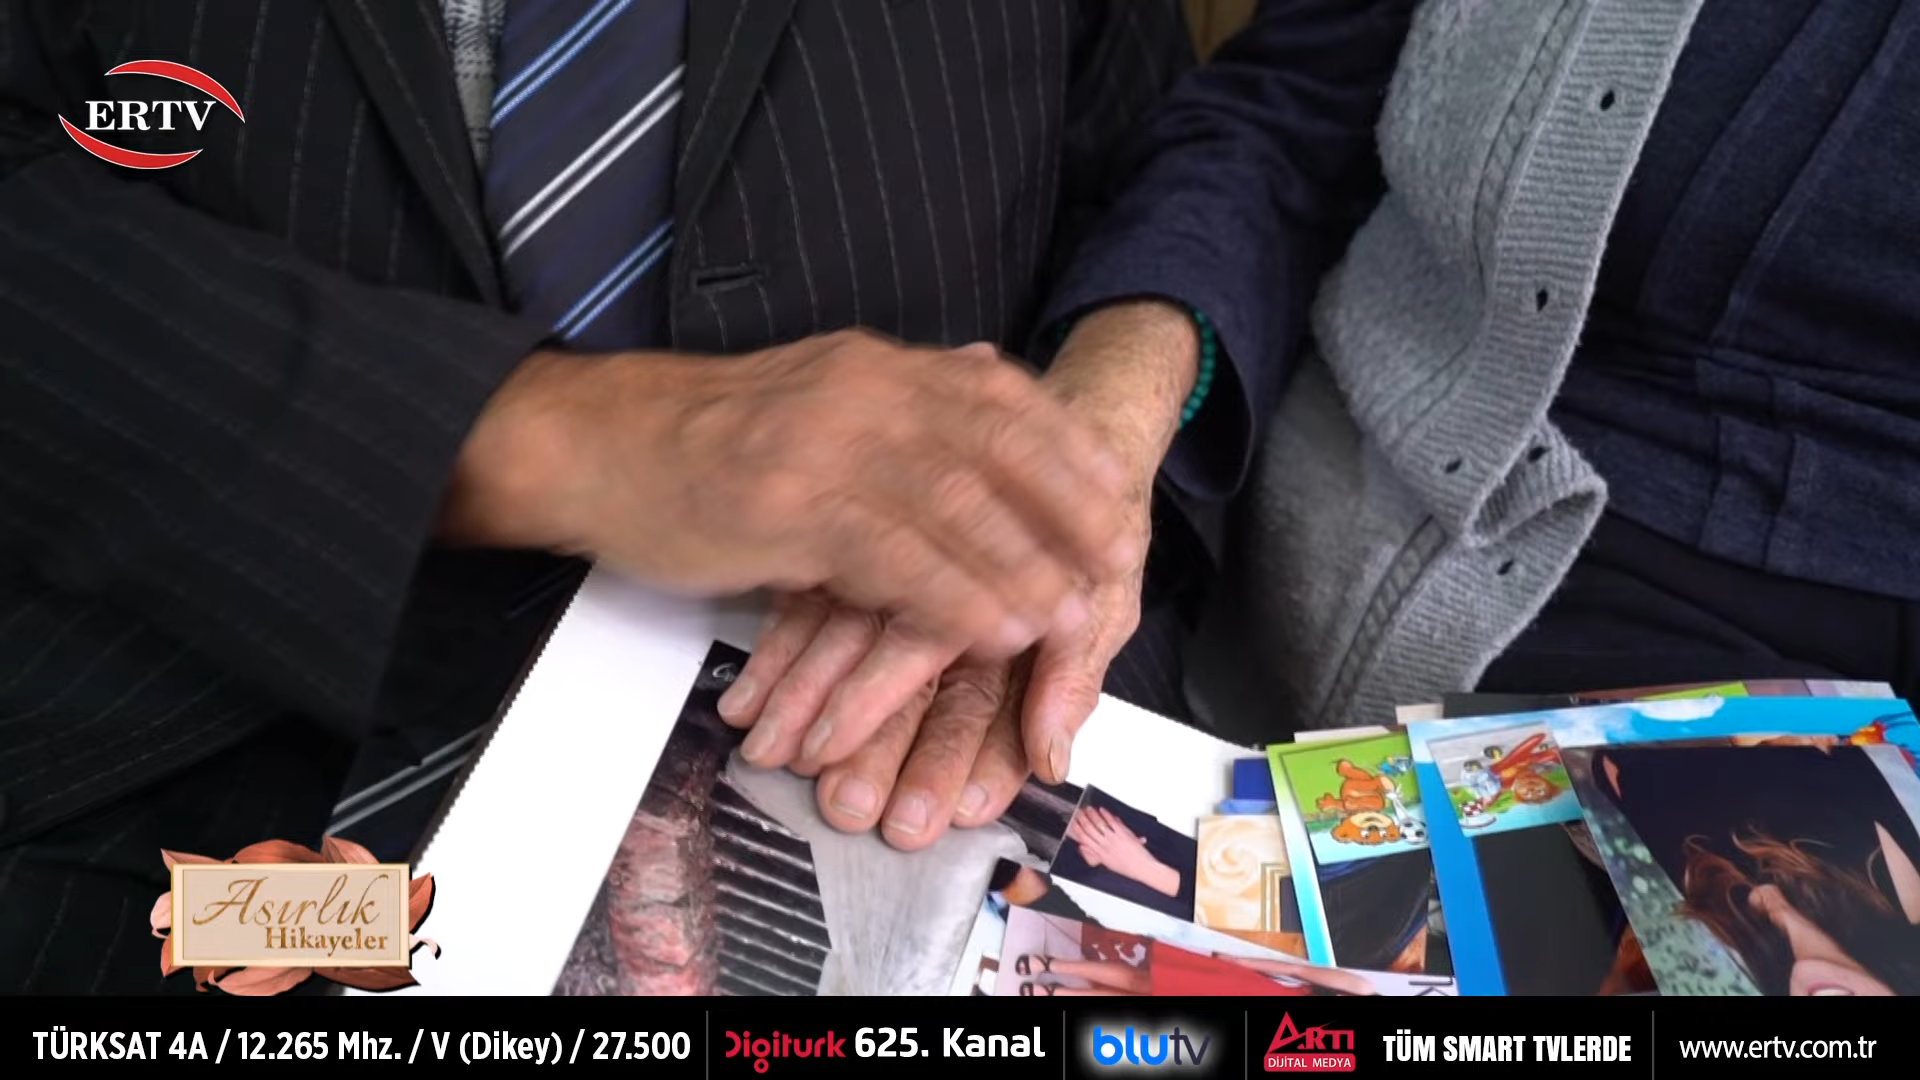 ERTV
Asırlık
Hikayeler
TÜRKSAT 4A / 12.265 Mhz. / V (Dikey) / 27.500
Digiturk 625. Kanal
blutv
ARTI
DİJİTAL MEDYA
TÜM SMART TVLERDE
www.ertv.com.tr